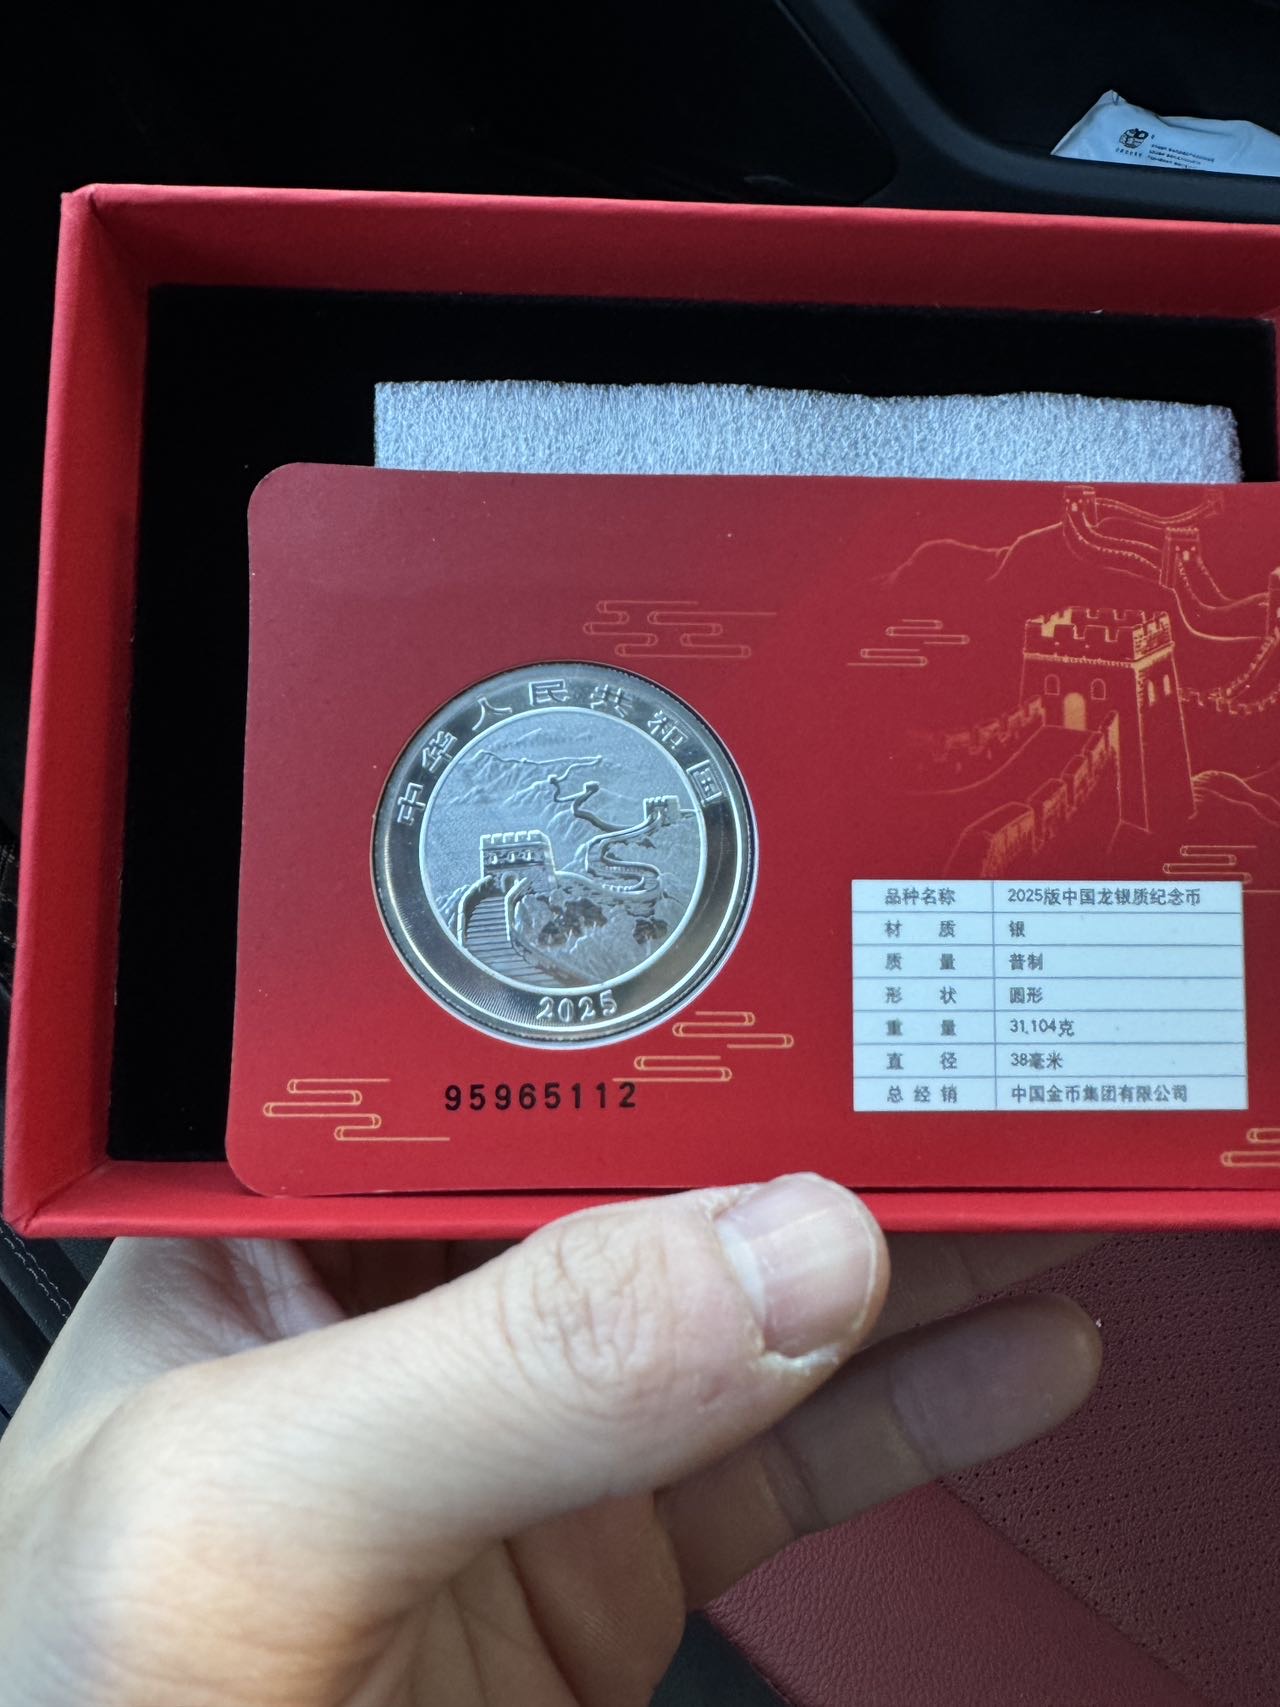 中华人民共和国
2025
95965112
品种名称 2025版中国龙银质纪念币
材质 银
质量 普制
形状 圆形
重量 31.104克
直径 38毫米
总经销 中国金币集团有限公司